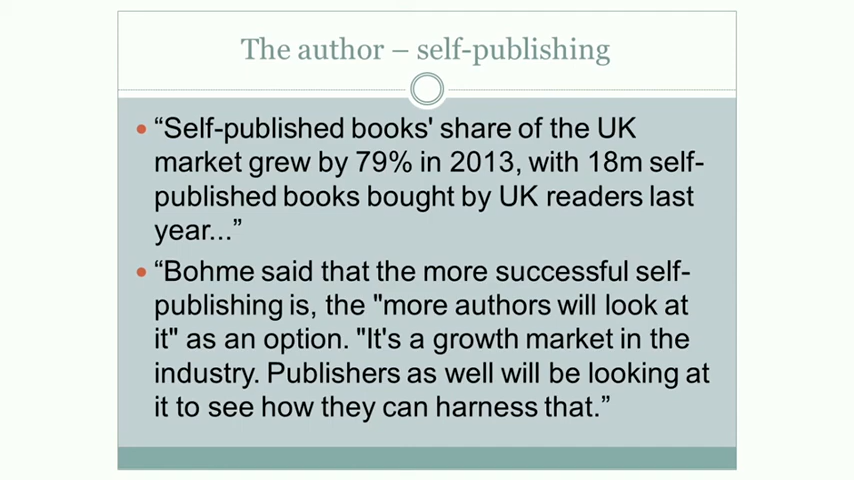 The author – self-publishing
• “Self-published books' share of the UK
market grew by 79% in 2013, with 18m self-
published books bought by UK readers last
year...”
• “Bohme said that the more successful self-
publishing is, the "more authors will look at
it" as an option. "It's a growth market in the
industry. Publishers as well will be looking at
it to see how they can harness that.”